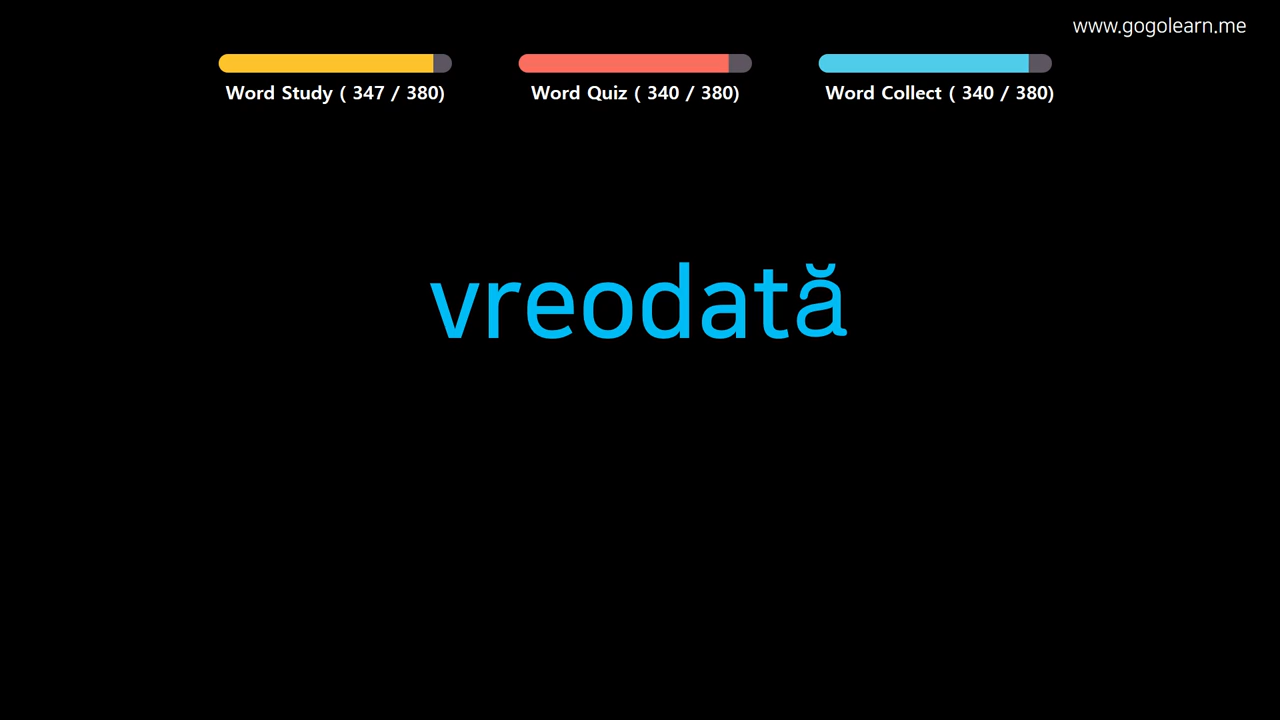 www.gogolearn.me
Word Study ( 347 / 380)
Word Quiz ( 340 / 380)
Word Collect ( 340 / 380)
vreodată